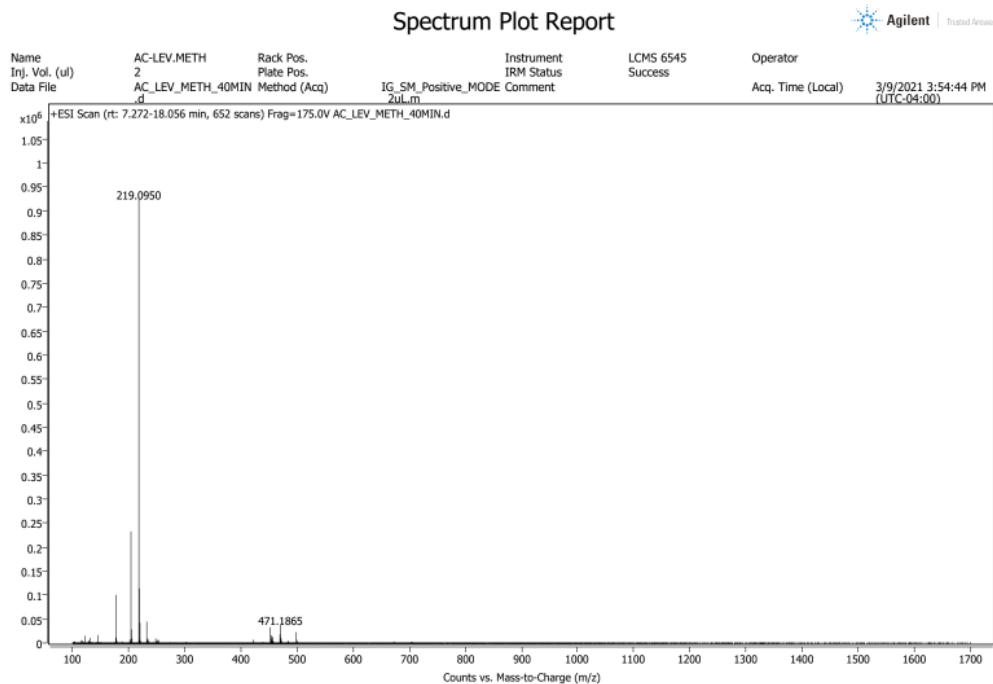 Spectrum Plot Report
Agilent | Trusted Answe
Name AC-LEV.METH Rack Pos. Instrument LCMS 6545 Operator
Inj. Vol. (ul) 2 Plate Pos. IRM Status Success
Data File AC_LEV_METH_40MIN Method (Acq) IG_SM_Positive_MODE Comment Acq. Time (Local) 3/9/2021 3:54:44 PM
.d 2uL.m (UTC-04:00)
x10⁶ +ESI Scan (rt: 7.272-18.056 min, 652 scans) Frag=175.0V AC_LEV_METH_40MIN.d
1.05
1
0.95
219.0950
0.9
0.85
0.8
0.75
0.7
0.65
0.6
0.55
0.5
0.45
0.4
0.35
0.3
0.25
0.2
0.15
0.1
0.05
471.1865
0
100 200 300 400 500 600 700 800 900 1000 1100 1200 1300 1400 1500 1600 1700
Counts vs. Mass-to-Charge (m/z)